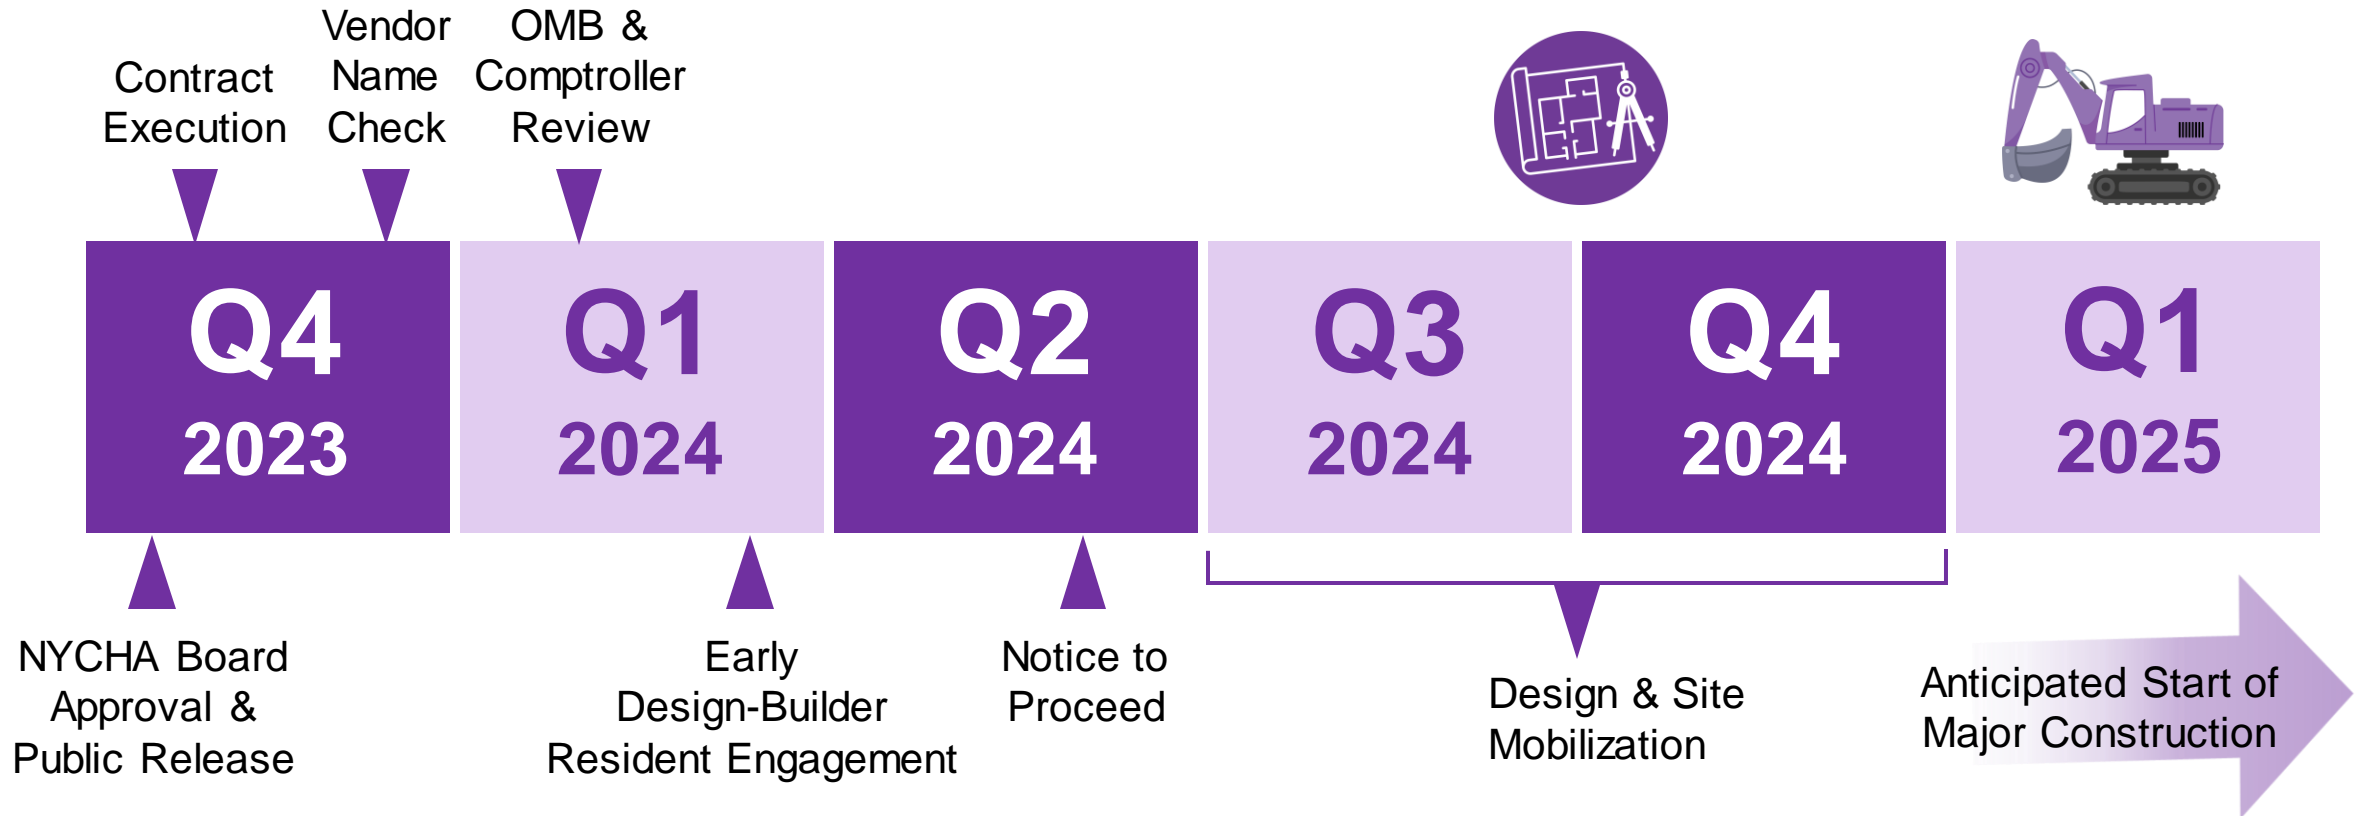 Contract
Execution
Vendor
Name
Check
OMB &
Comptroller
Review
Q4
2023
Q1
2024
Q2
2024
Q3
2024
Q4
2024
Q1
2025
NYCHA Board
Approval &
Public Release
Early
Design-Builder
Resident Engagement
Notice to
Proceed
Design & Site
Mobilization
Anticipated Start of
Major Construction